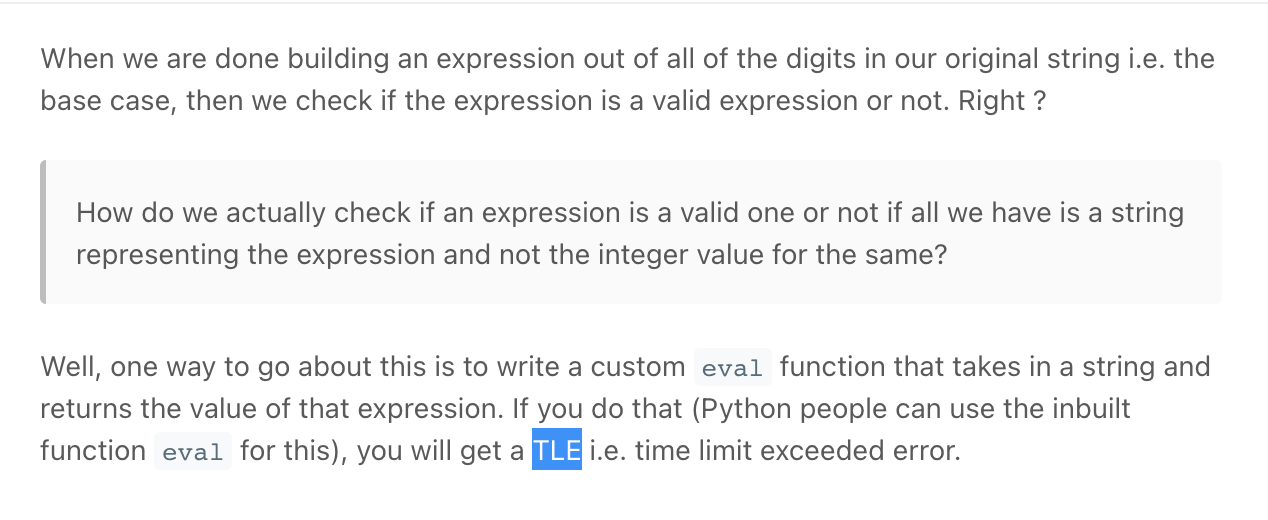 When we are done building an expression out of all of the digits in our original string i.e. the
base case, then we check if the expression is a valid expression or not. Right ?
How do we actually check if an expression is a valid one or not if all we have is a string
representing the expression and not the integer value for the same?
Well, one way to go about this is to write a custom eval function that takes in a string and
returns the value of that expression. If you do that (Python people can use the inbuilt
function eval for this), you will get a TLE i.e. time limit exceeded error.